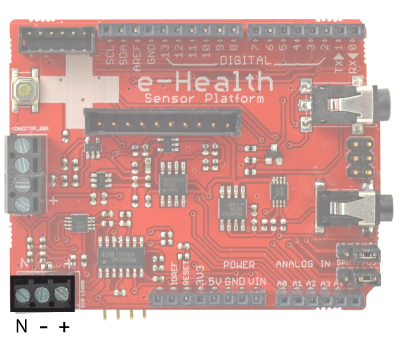 SCL
SDA
AREF
GND
13
12
11
10
9
8
7
6
5
4
3
2
TX▶1
RX◀0
DIGITAL
e-Health
Sensor Platform
CONECTOR_GSR
+
N - +
IOREF
RESET
3V3
5V GND VIN
POWER
ANALOG IN
A0 A1 A2 A3
N - +